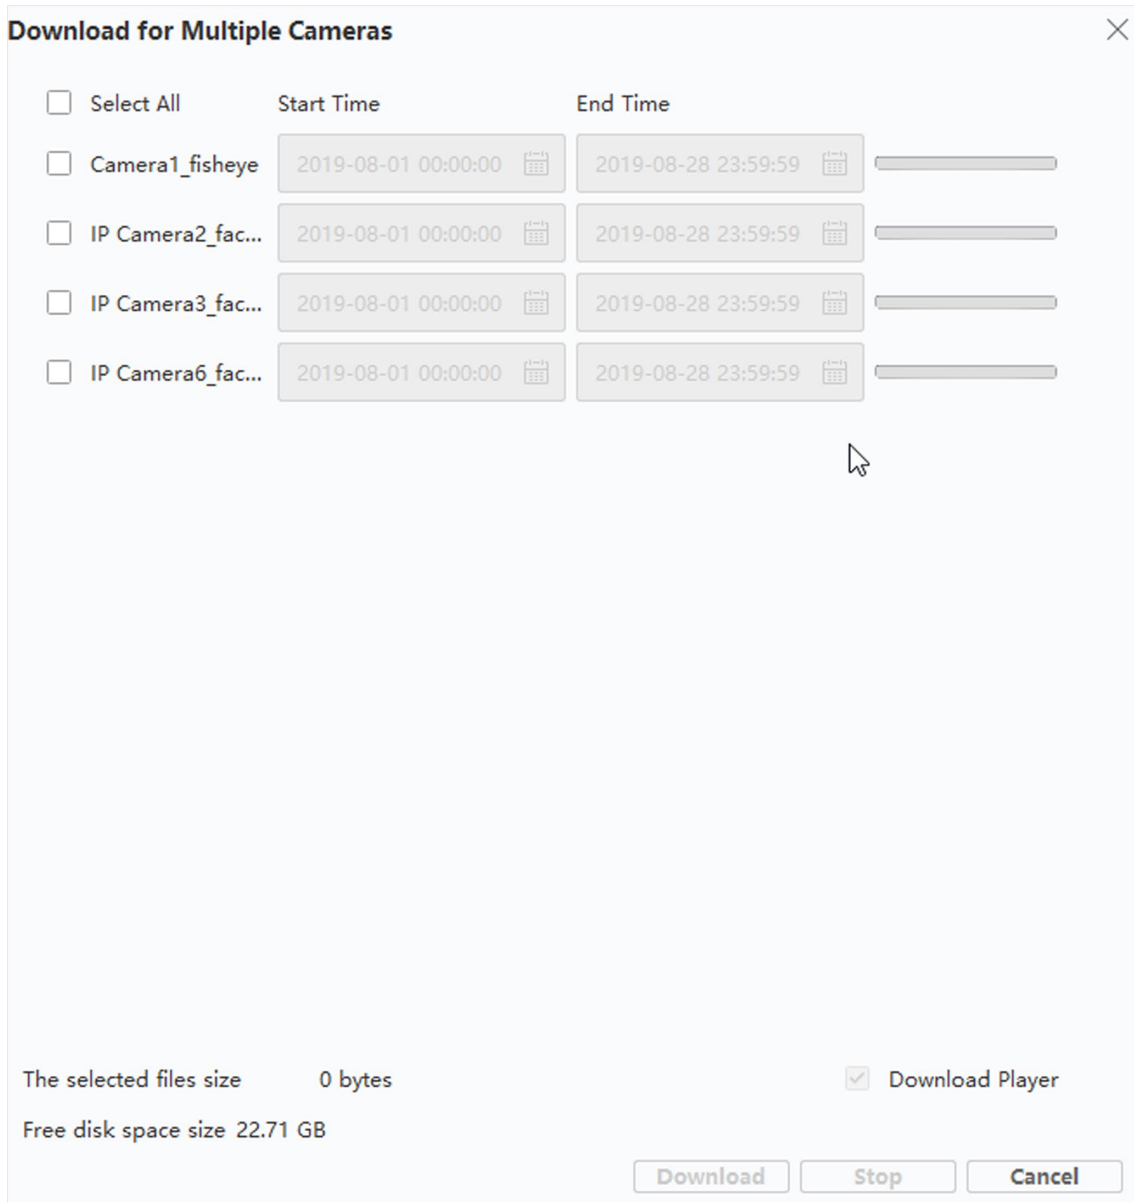 Download for Multiple Cameras
Select All Start Time End Time
Camera1_fisheye 2019-08-01 00:00:00 2019-08-28 23:59:59
IP Camera2_fac... 2019-08-01 00:00:00 2019-08-28 23:59:59
IP Camera3_fac... 2019-08-01 00:00:00 2019-08-28 23:59:59
IP Camera6_fac... 2019-08-01 00:00:00 2019-08-28 23:59:59
The selected files size 0 bytes Download Player
Free disk space size 22.71 GB
Download Stop Cancel